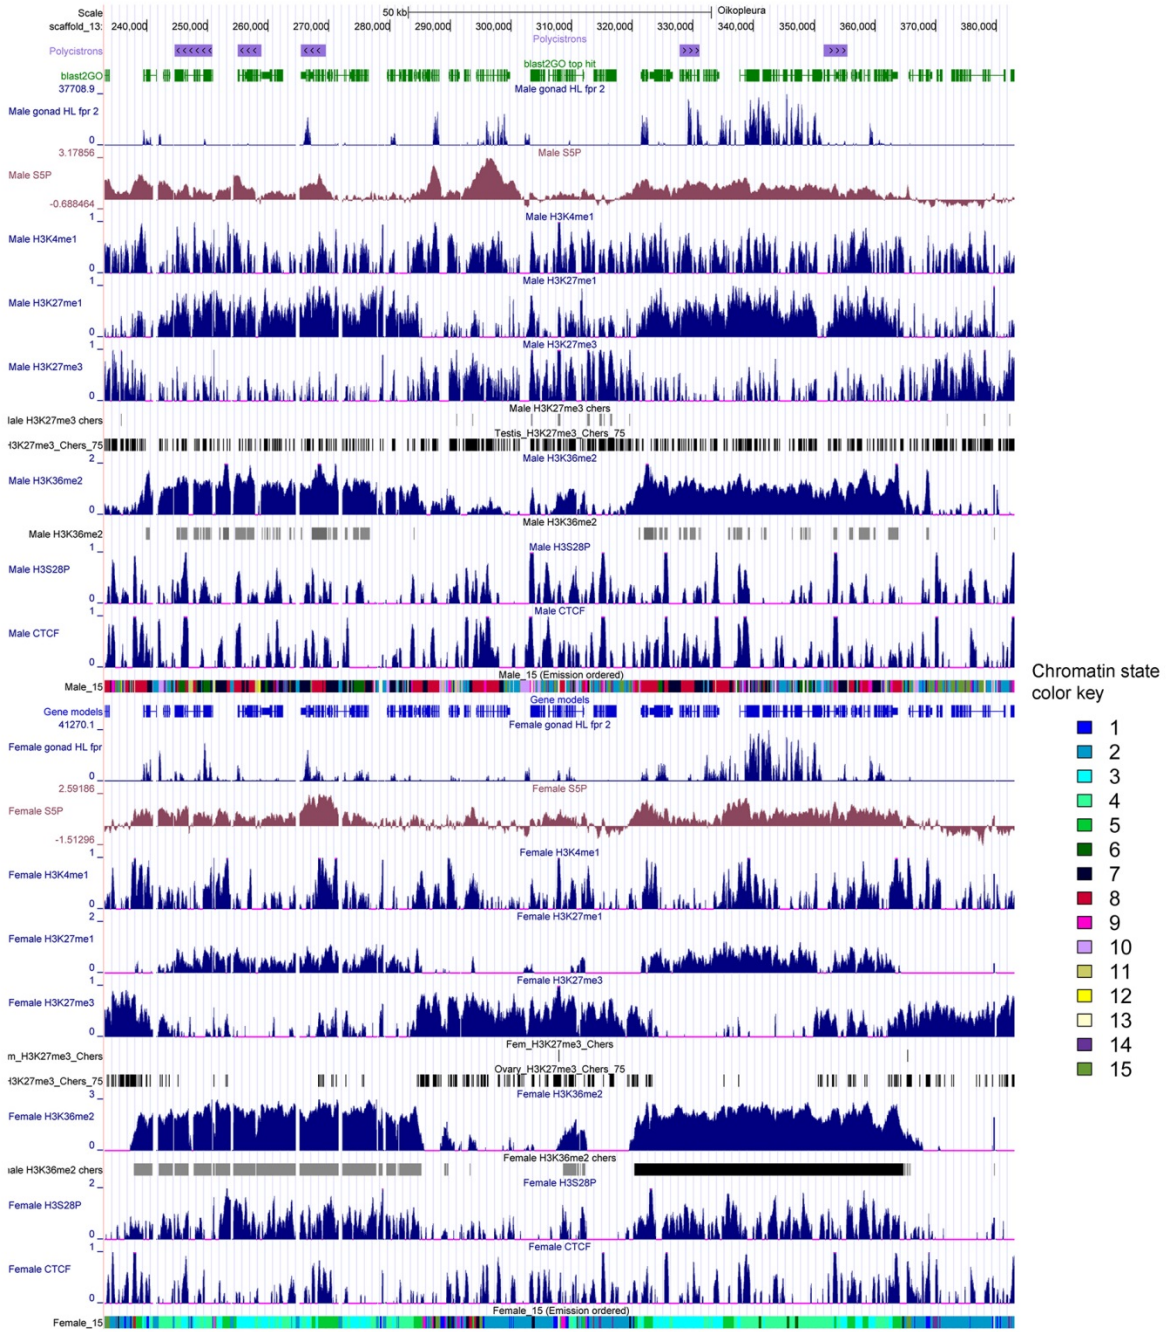 Scale 50 kb Oikopleura
scaffold_13: 240,000 250,000 260,000 270,000 280,000 290,000 300,000 310,000 320,000 330,000 340,000 350,000 360,000 370,000 380,000
Polycistrons
Polycistrons
blast2GO top hit
blast2GO
37708.9 Male gonad HL fpr 2
Male gonad HL fpr 2
0
3.17856 Male S5P
Male S5P
-0.688464
1 Male H3K4me1
Male H3K4me1
0
1 Male H3K27me1
Male H3K27me1
0
1 Male H3K27me3
Male H3K27me3
0
Male H3K27me3 chers
lale H3K27me3 chers
Testis_H3K27me3_Chers_75
H3K27me3_Chers_75
2 Male H3K36me2
Male H3K36me2
0
Male H3K36me2
Male H3K36me2
1 Male H3S28P
Male H3S28P
0
1 Male CTCF
Male CTCF
0
Male_15 (Emission ordered)
Male_15
Gene models
Gene models
41270.1 Female gonad HL fpr 2
Female gonad HL fpr
0
2.59186 Female S5P
Female S5P
-1.51296
1 Female H3K4me1
Female H3K4me1
0
2 Female H3K27me1
Female H3K27me1
0
1 Female H3K27me3
Female H3K27me3
0
Fem_H3K27me3_Chers
m_H3K27me3_Chers
Ovary_H3K27me3_Chers_75
H3K27me3_Chers_75
3 Female H3K36me2
Female H3K36me2
0
Female H3K36me2 chers
ale H3K36me2 chers
2 Female H3S28P
Female H3S28P
0
1 Female CTCF
Female CTCF
0
Female_15 (Emission ordered)
Female_15
Chromatin state
color key
1
2
3
4
5
6
7
8
9
10
11
12
13
14
15